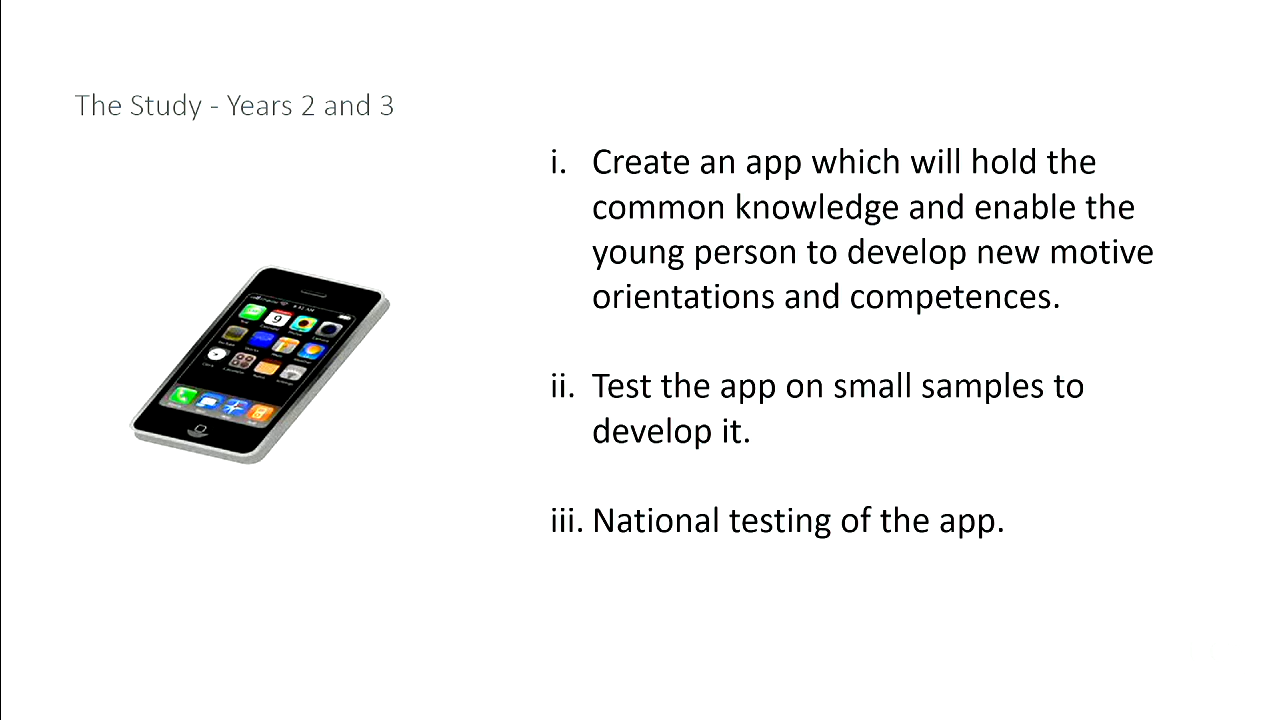 The Study - Years 2 and 3
i. Create an app which will hold the
common knowledge and enable the
young person to develop new motive
orientations and competences.
ii. Test the app on small samples to
develop it.
iii. National testing of the app.
9